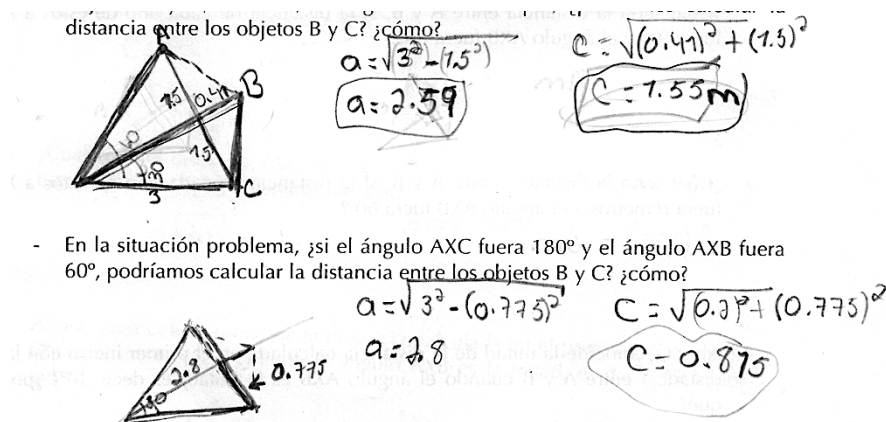 distancia entre los objetos B y C? ¿cómo?
a = √(3²) - (1.5²)
a = 2.59
C = √(0.41)² + (1.5)²
C = 1.55m
A
B
1.5
0.41
1.5
60
30
3
C
- En la situación problema, ¿si el ángulo AXC fuera 180º y el ángulo AXB fuera
60º, podríamos calcular la distancia entre los objetos B y C? ¿cómo?
a = √3² - (0.775)²
a = 2.8
C = √(0.2)² + (0.775)²
C = 0.875
2.8
0.775